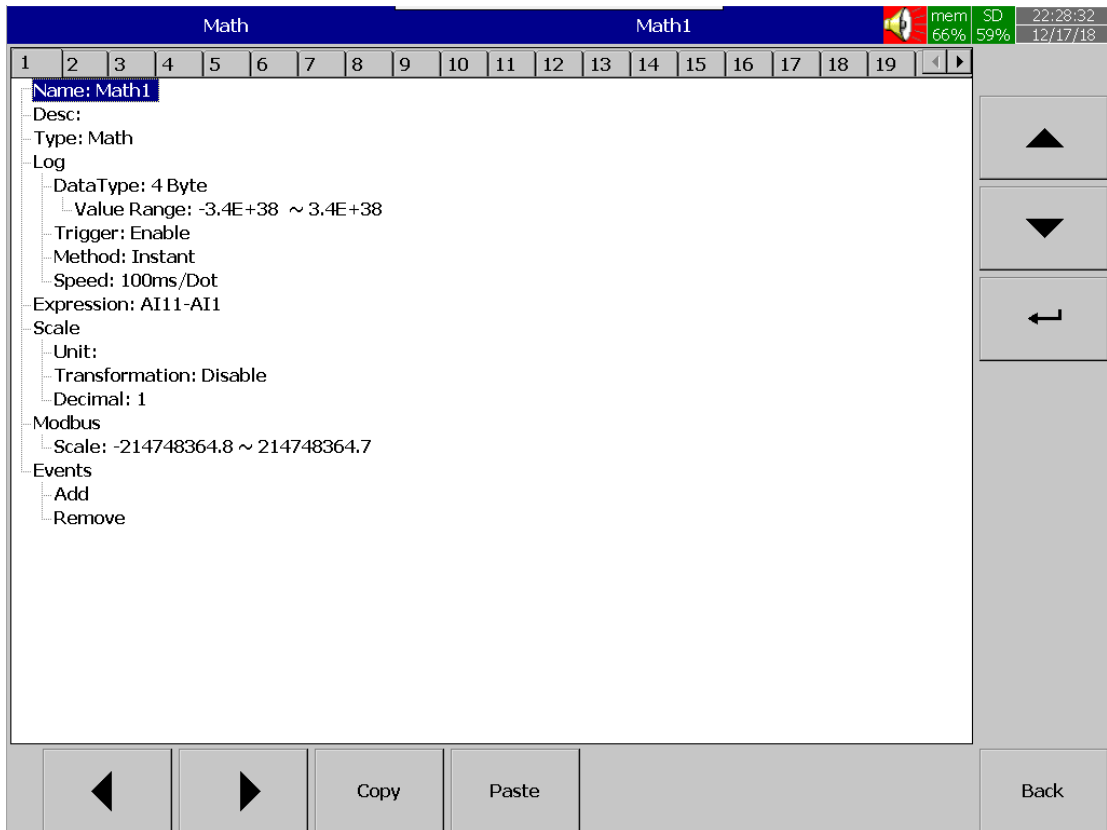 Math Math1 mem SD 22:28:32
66% 59% 12/17/18
1 2 3 4 5 6 7 8 9 10 11 12 13 14 15 16 17 18 19
Name: Math1
Desc:
Type: Math
Log
DataType: 4 Byte
Value Range: -3.4E+38 ~ 3.4E+38
Trigger: Enable
Method: Instant
Speed: 100ms/Dot
Expression: AI11-AI1
Scale
Unit:
Transformation: Disable
Decimal: 1
Modbus
Scale: -214748364.8 ~ 214748364.7
Events
Add
Remove
Copy Paste Back